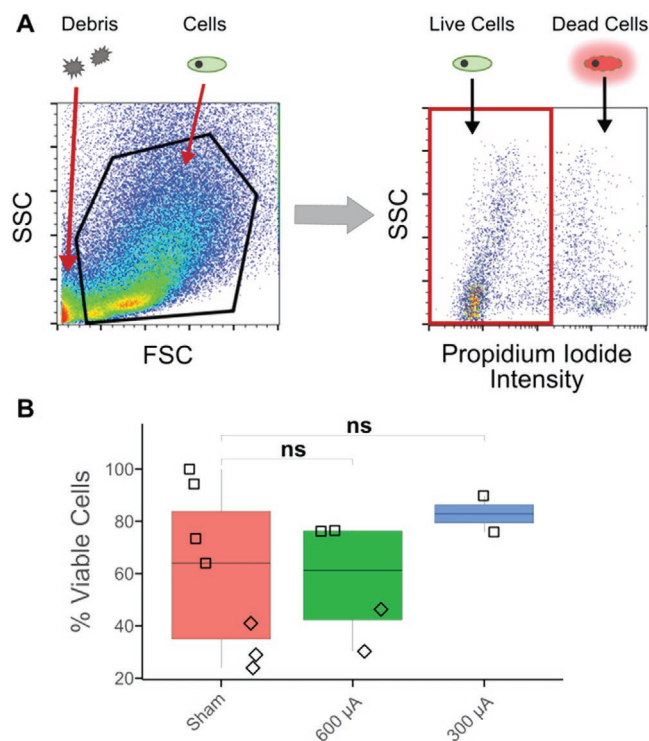 A
Debris
Cells
Live Cells
Dead Cells
SSC
FSC
SSC
Propidium Iodide
Intensity
B
ns
ns
% Viable Cells
100
80
60
40
20
Sham
600 µA
300 µA